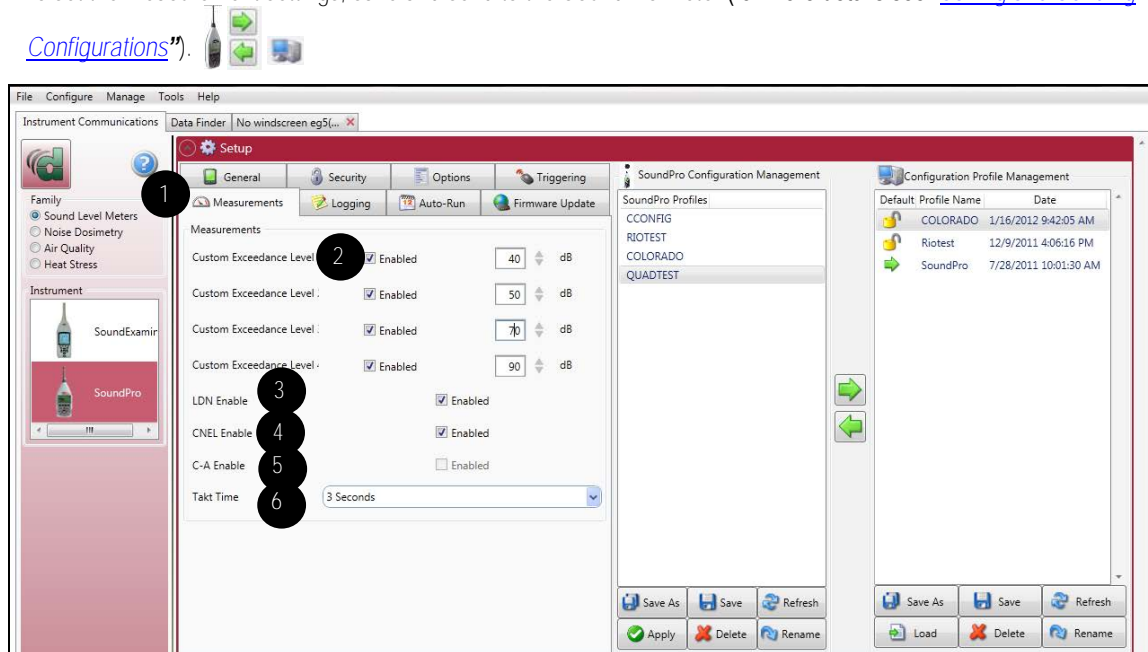 Configurations").
File Configure Manage Tools Help
Instrument Communications Data Finder No windscreen eg5(...
Setup
General Security Options Triggering
Measurements Logging Auto-Run Firmware Update
1
Family
Sound Level Meters
Noise Dosimetry
Air Quality
Heat Stress
Instrument
SoundExamir
SoundPro
Measurements
Custom Exceedance Level 2 Enabled 40 dB
Custom Exceedance Level Enabled 50 dB
Custom Exceedance Level Enabled 70 dB
Custom Exceedance Level Enabled 90 dB
LDN Enable 3 Enabled
CNEL Enable 4 Enabled
C-A Enable 5 Enabled
Takt Time 6 3 Seconds
SoundPro Configuration Management
SoundPro Profiles
CCONFIG
RIOTEST
COLORADO
QUADTEST
Save As Save Refresh
Apply Delete Rename
Configuration Profile Management
Default Profile Name Date
COLORADO 1/16/2012 9:42:05 AM
Riotest 12/9/2011 4:06:16 PM
SoundPro 7/28/2011 10:01:30 AM
Save As Save Refresh
Load Delete Rename